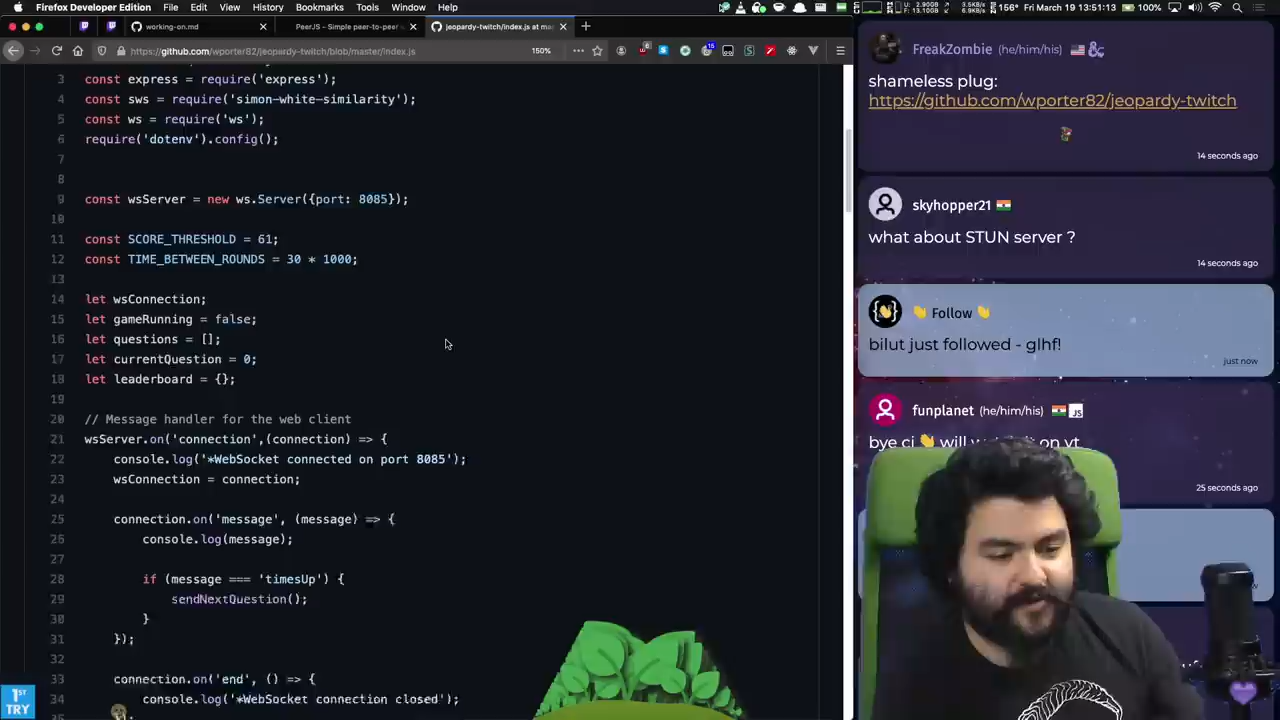 Firefox Developer Edition File Edit View History Bookmarks Tools Window Help
100% Fri Mar 19 15:51:13
working-on.md
PeerJS - Simple peer-to-peer
jeopardy-twitch/index.js at mas
https://github.com/wporter82/jeopardy-twitch/blob/master/index.js
150%
3 const express = require('express');
4 const sws = require('simon-white-similarity');
5 const ws = require('ws');
6 require('dotenv').config();
7
8
9 const wsServer = new ws.Server({port: 8085});
10
11 const SCORE_THRESHOLD = 61;
12 const TIME_BETWEEN_ROUNDS = 30 * 1000;
13
14 let wsConnection;
15 let gameRunning = false;
16 let questions = [];
17 let currentQuestion = 0;
18 let leaderboard = {};
19
20 // Message handler for the web client
21 wsServer.on('connection',(connection) => {
22 console.log('*WebSocket connected on port 8085');
23 wsConnection = connection;
24
25 connection.on('message', (message) => {
26 console.log(message);
27
28 if (message === 'timesUp') {
29 sendNextQuestion();
30 }
31 });
32
33 connection.on('end', () => {
34 console.log('*WebSocket connection closed');
1ST
TRY
FreakZombie (he/him/his)
shameless plug:
https://github.com/wporter82/jeopardy-twitch
14 seconds ago
skyhopper21
what about STUN server ?
14 seconds ago
Follow
bilut just followed - glhf!
just now
funplanet (he/him/his) JS
bye cj
on yt
25 seconds ago